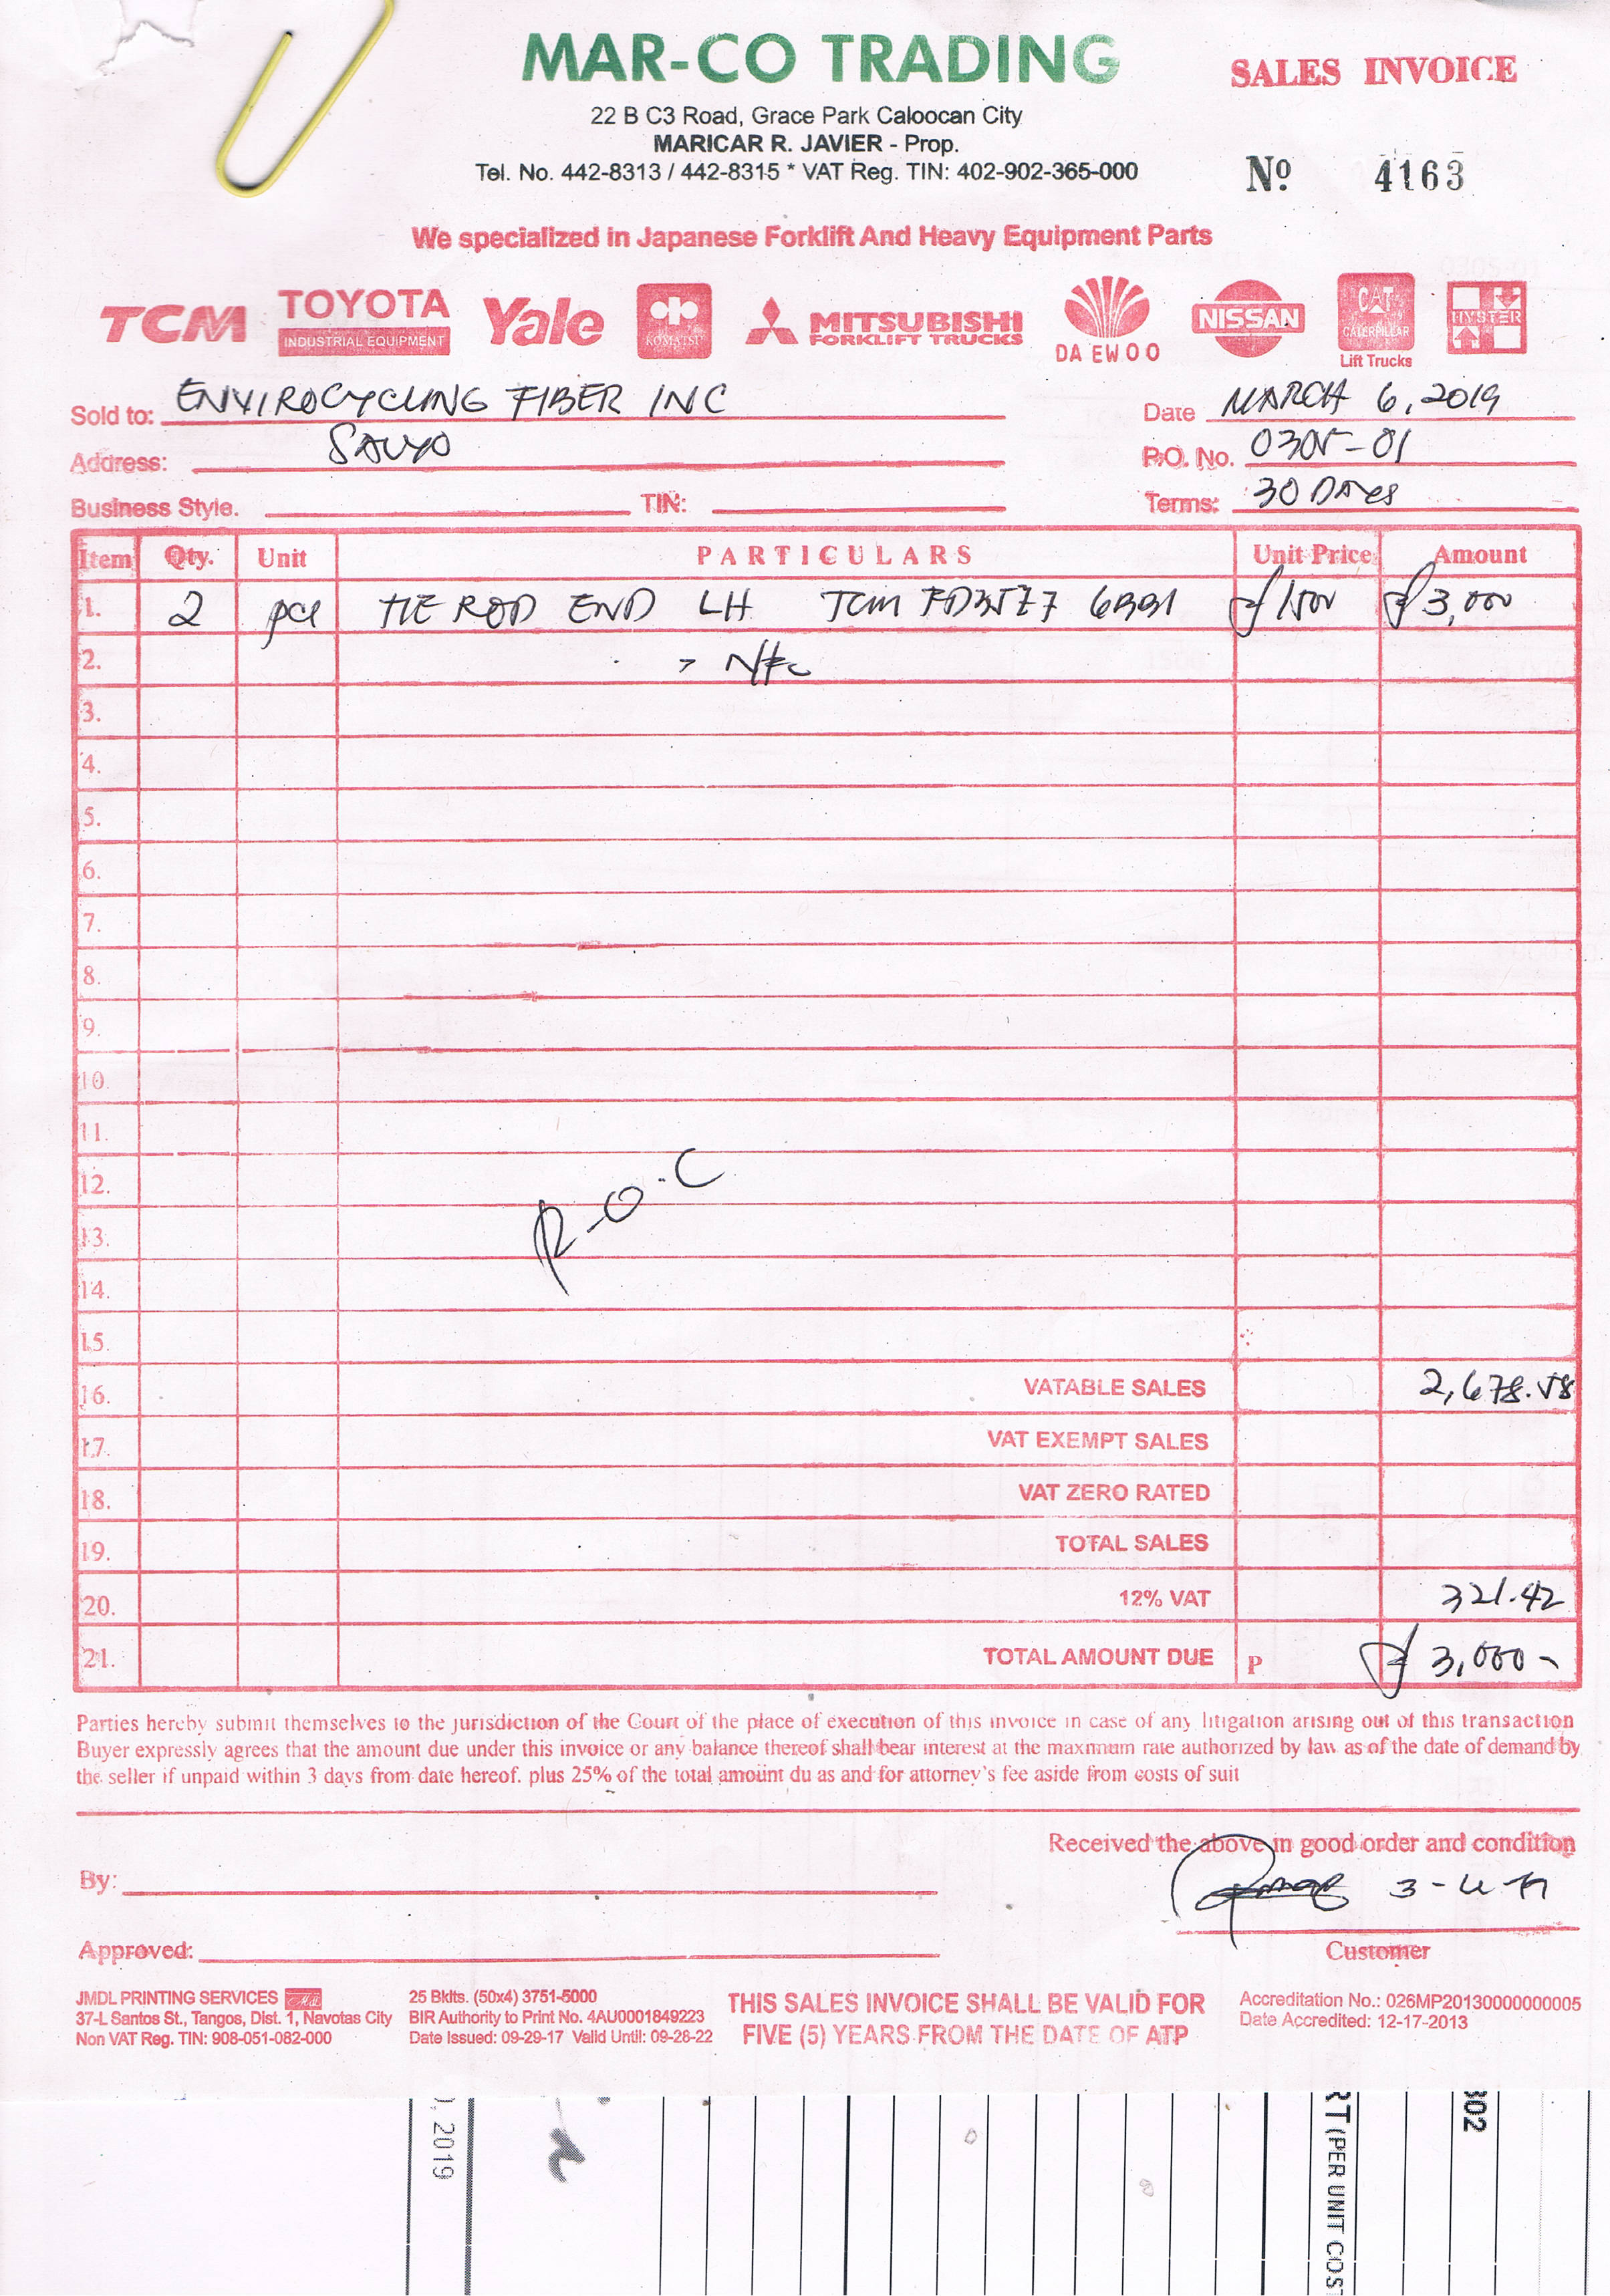 MAR-CO TRADING
SALES INVOICE
22 B C3 Road, Grace Park Caloocan City
MARICAR R. JAVIER - Prop.
Tel. No. 442-8313 / 442-8315 * VAT Reg. TIN: 402-902-365-000
Nº 4163
We specialized in Japanese Forklift And Heavy Equipment Parts
TCM TOYOTA INDUSTRIAL EQUIPMENT Yale KOMATSU MITSUBISHI FORKLIFT TRUCKS DAEWOO NISSAN CAT CATERPILLAR Lift Trucks HYSTER
Sold to: ENVIROCYCLING FIBER INC Date MARCH 6, 2019
Address: SAUYO P.O. No. 0305-01
Business Style. TIN: Terms: 30 DAYS
Item Qty. Unit PARTICULARS Unit Price Amount
1. 2 pcs TIE ROD END LH TCM 6BB1 ₱1500 ₱3,000
2.
3.
4.
5.
6.
7.
8.
9.
10.
11.
12. R.O.C
13.
14.
15.
16. VATABLE SALES 2,678.58
17. VAT EXEMPT SALES
18. VAT ZERO RATED
19. TOTAL SALES
20. 12% VAT 321.42
21. TOTAL AMOUNT DUE P ₱3,000-
Parties hereby submit themselves to the jurisdiction of the Court of the place of execution of this invoice in case of any litigation arising out of this transaction
Buyer expressly agrees that the amount due under this invoice or any balance thereof shall bear interest at the maxnnum rate authorized by law as of the date of demand by
the seller if unpaid within 3 days from date hereof. plus 25% of the total amount du as and for attorney's fee aside from costs of suit
Received the above in good order and condition
By:
Approved:
Customer
JMDL PRINTING SERVICES
37-L Santos St., Tangos, Dist. 1, Navotas City
Non VAT Reg. TIN: 908-051-082-000
25 Bklts. (50x4) 3751-5000
BIR Authority to Print No. 4AU0001849223
Date Issued: 09-29-17 Valid Until: 09-28-22
THIS SALES INVOICE SHALL BE VALID FOR
FIVE (5) YEARS FROM THE DATE OF ATP
Accreditation No.: 026MP20130000000005
Date Accredited: 12-17-2013
, 2019
RT (PER UNIT COST
302